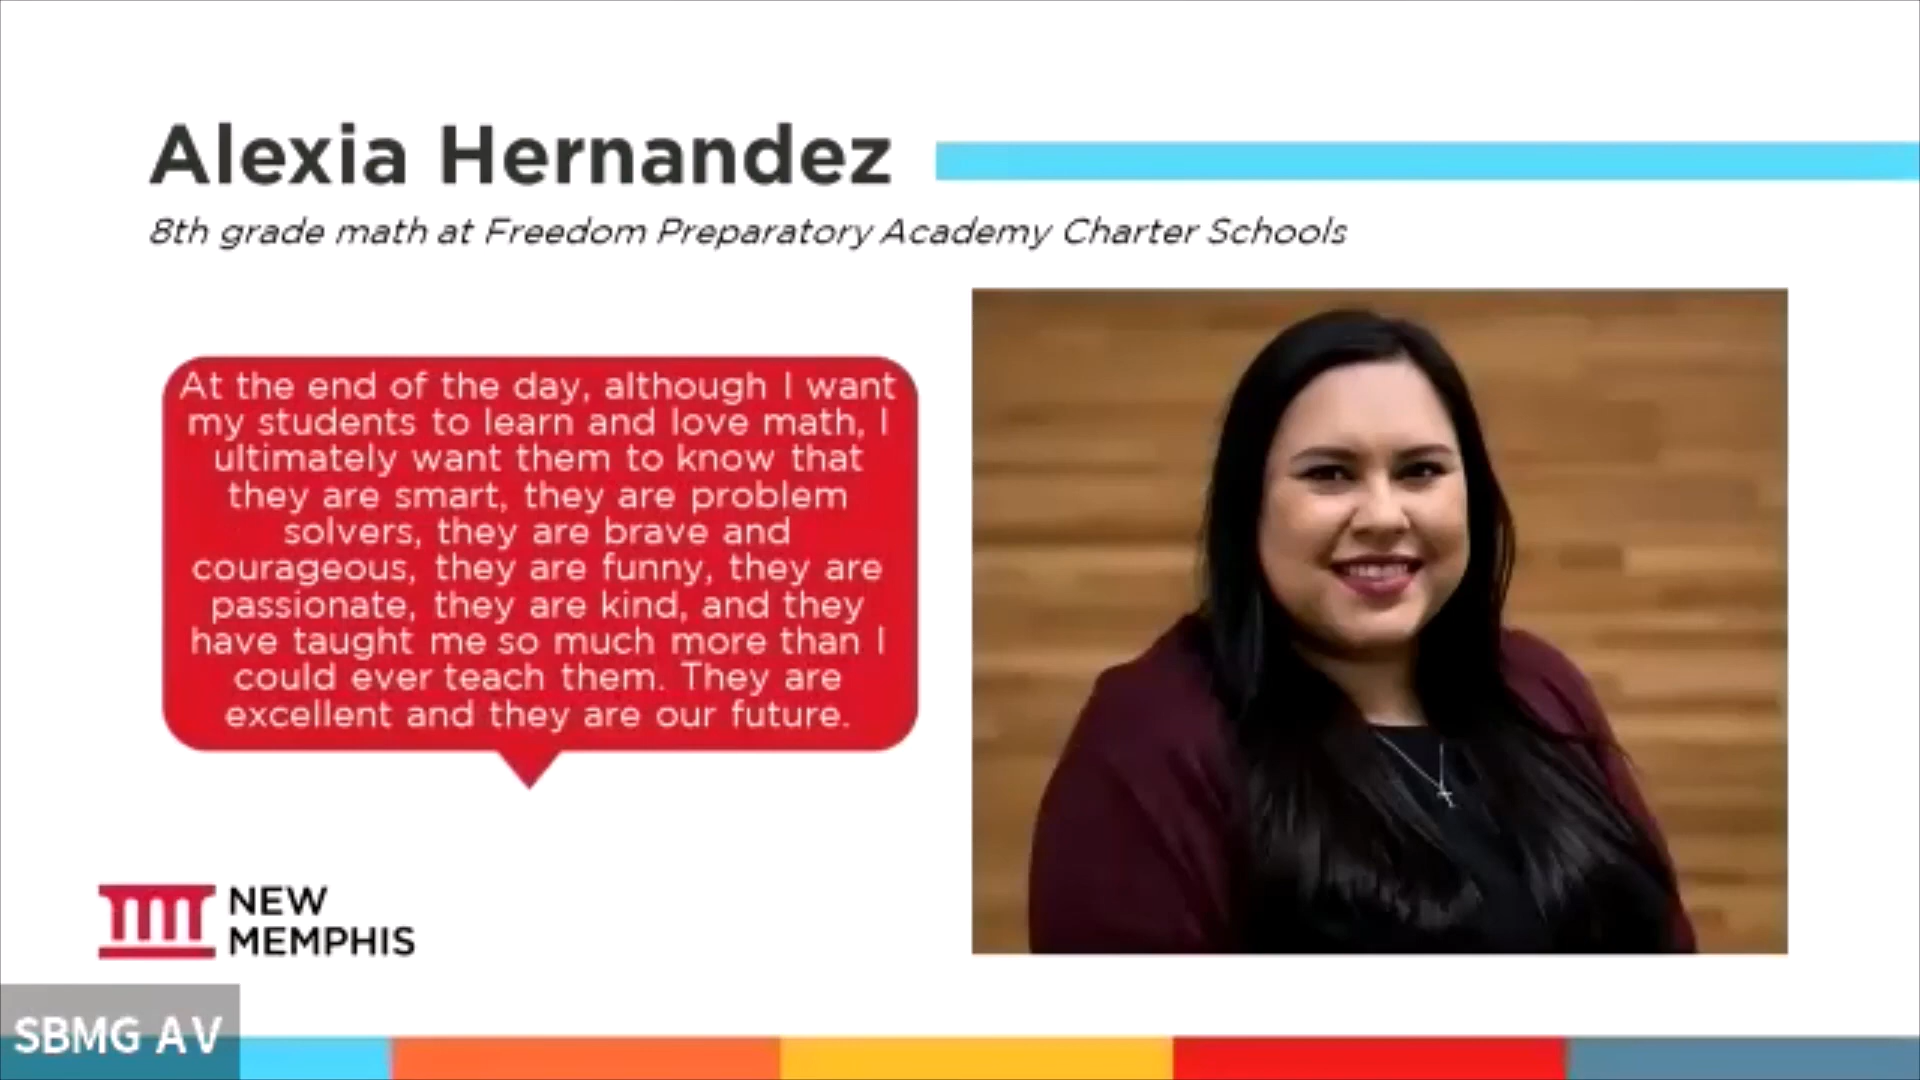 Alexia Hernandez
8th grade math at Freedom Preparatory Academy Charter Schools
At the end of the day, although I want
my students to learn and love math, I
ultimately want them to know that
they are smart, they are problem
solvers, they are brave and
courageous, they are funny, they are
passionate, they are kind, and they
have taught me so much more than I
could ever teach them. They are
excellent and they are our future.
NEW
MEMPHIS
SBMG AV